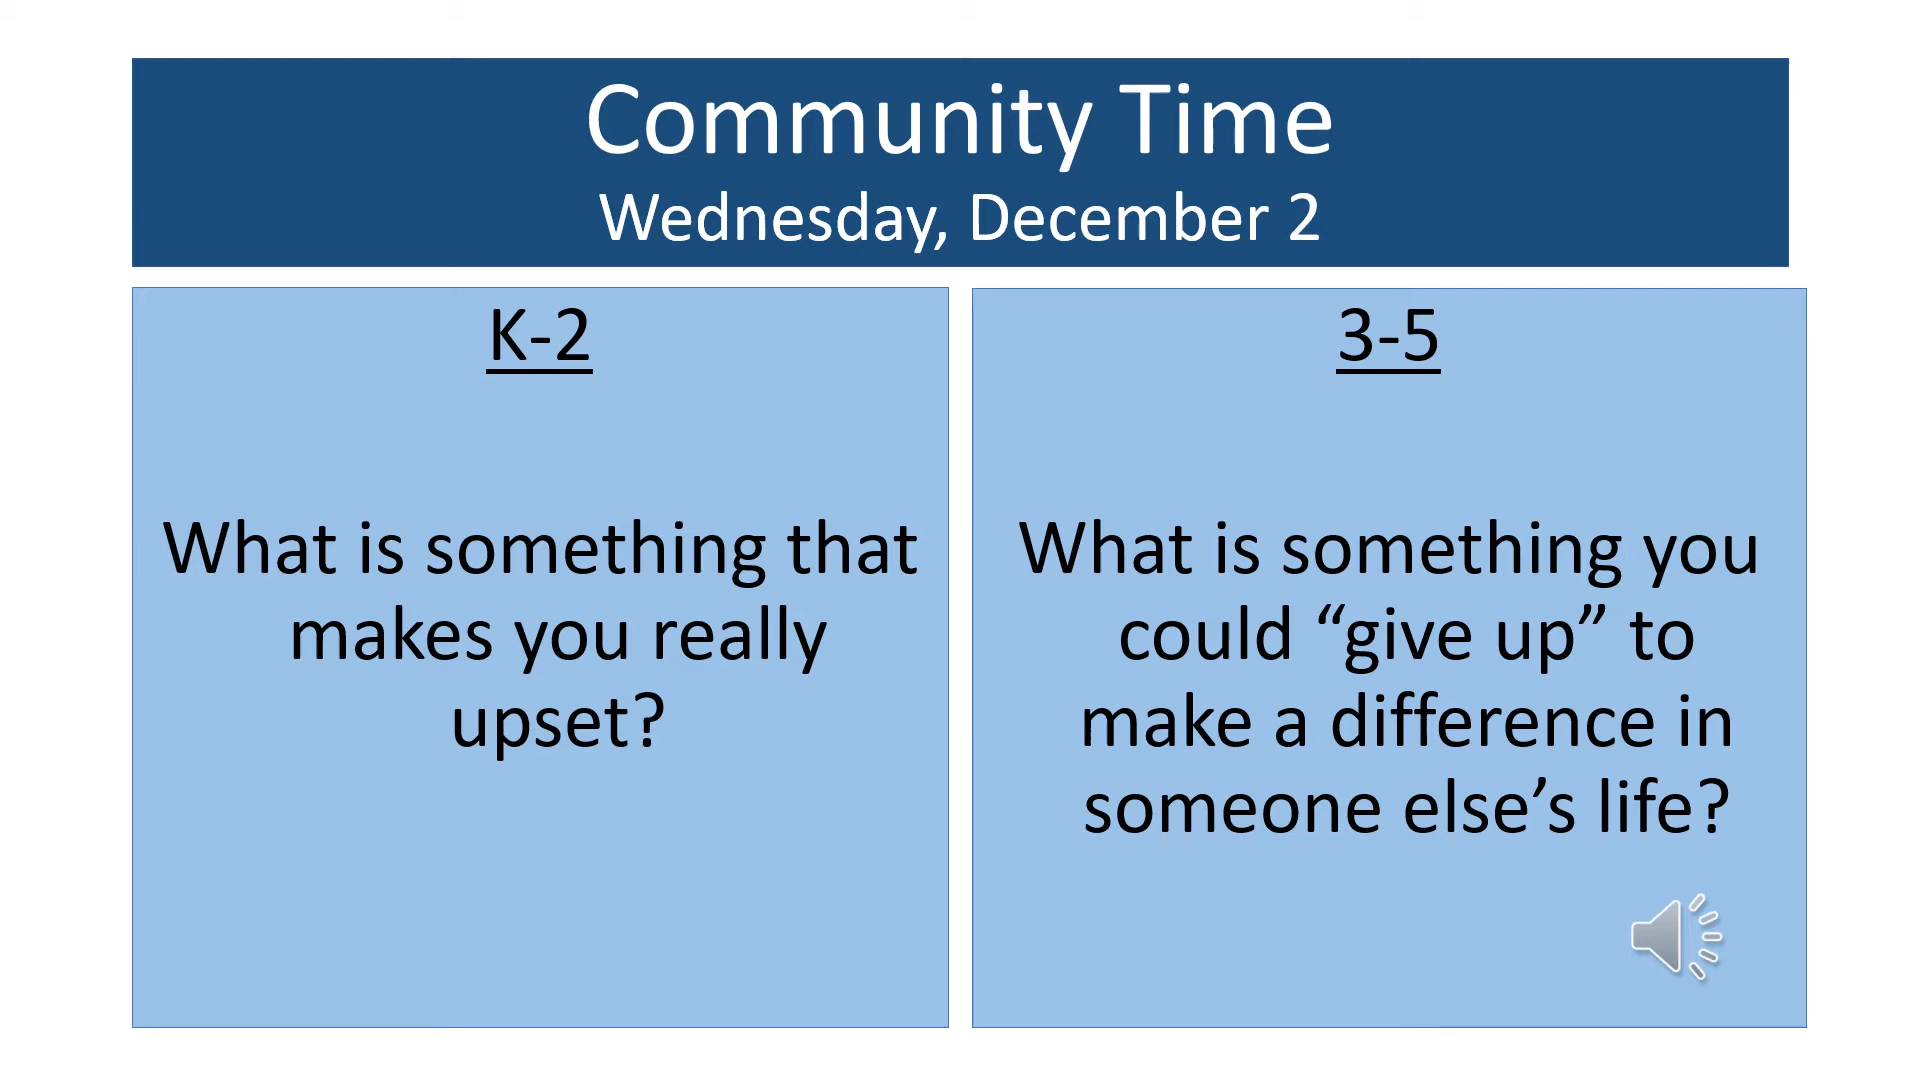 Community Time
Wednesday, December 2
K-2
What is something that
makes you really
upset?
3-5
What is something you
could “give up” to
make a difference in
someone else’s life?